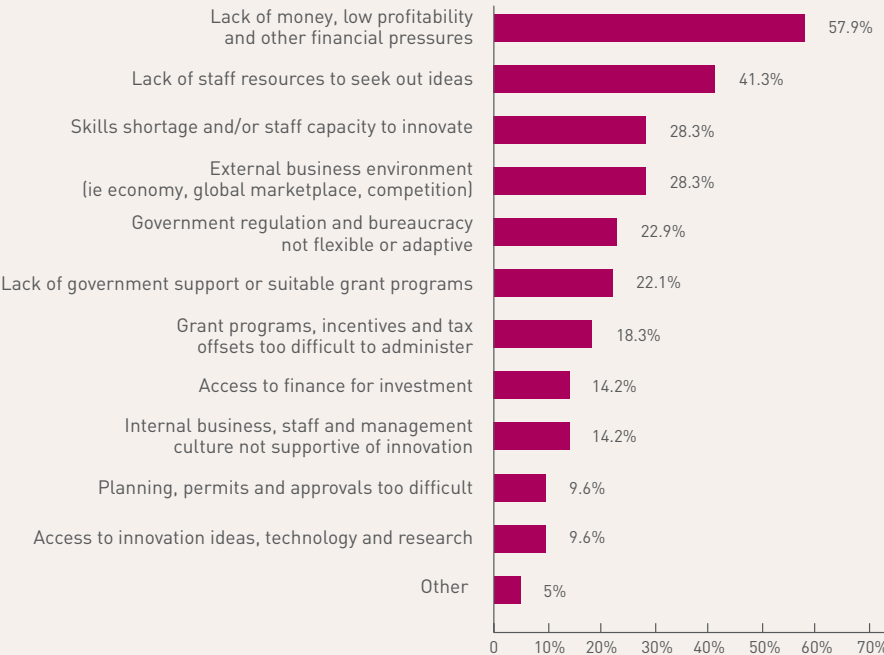 Lack of money, low profitability
and other financial pressures
57.9%
Lack of staff resources to seek out ideas
41.3%
Skills shortage and/or staff capacity to innovate
28.3%
External business environment
(ie economy, global marketplace, competition)
28.3%
Government regulation and bureaucracy
not flexible or adaptive
22.9%
Lack of government support or suitable grant programs
22.1%
Grant programs, incentives and tax
offsets too difficult to administer
18.3%
Access to finance for investment
14.2%
Internal business, staff and management
culture not supportive of innovation
14.2%
Planning, permits and approvals too difficult
9.6%
Access to innovation ideas, technology and research
9.6%
Other
5%
0 10% 20% 30% 40% 50% 60% 70%